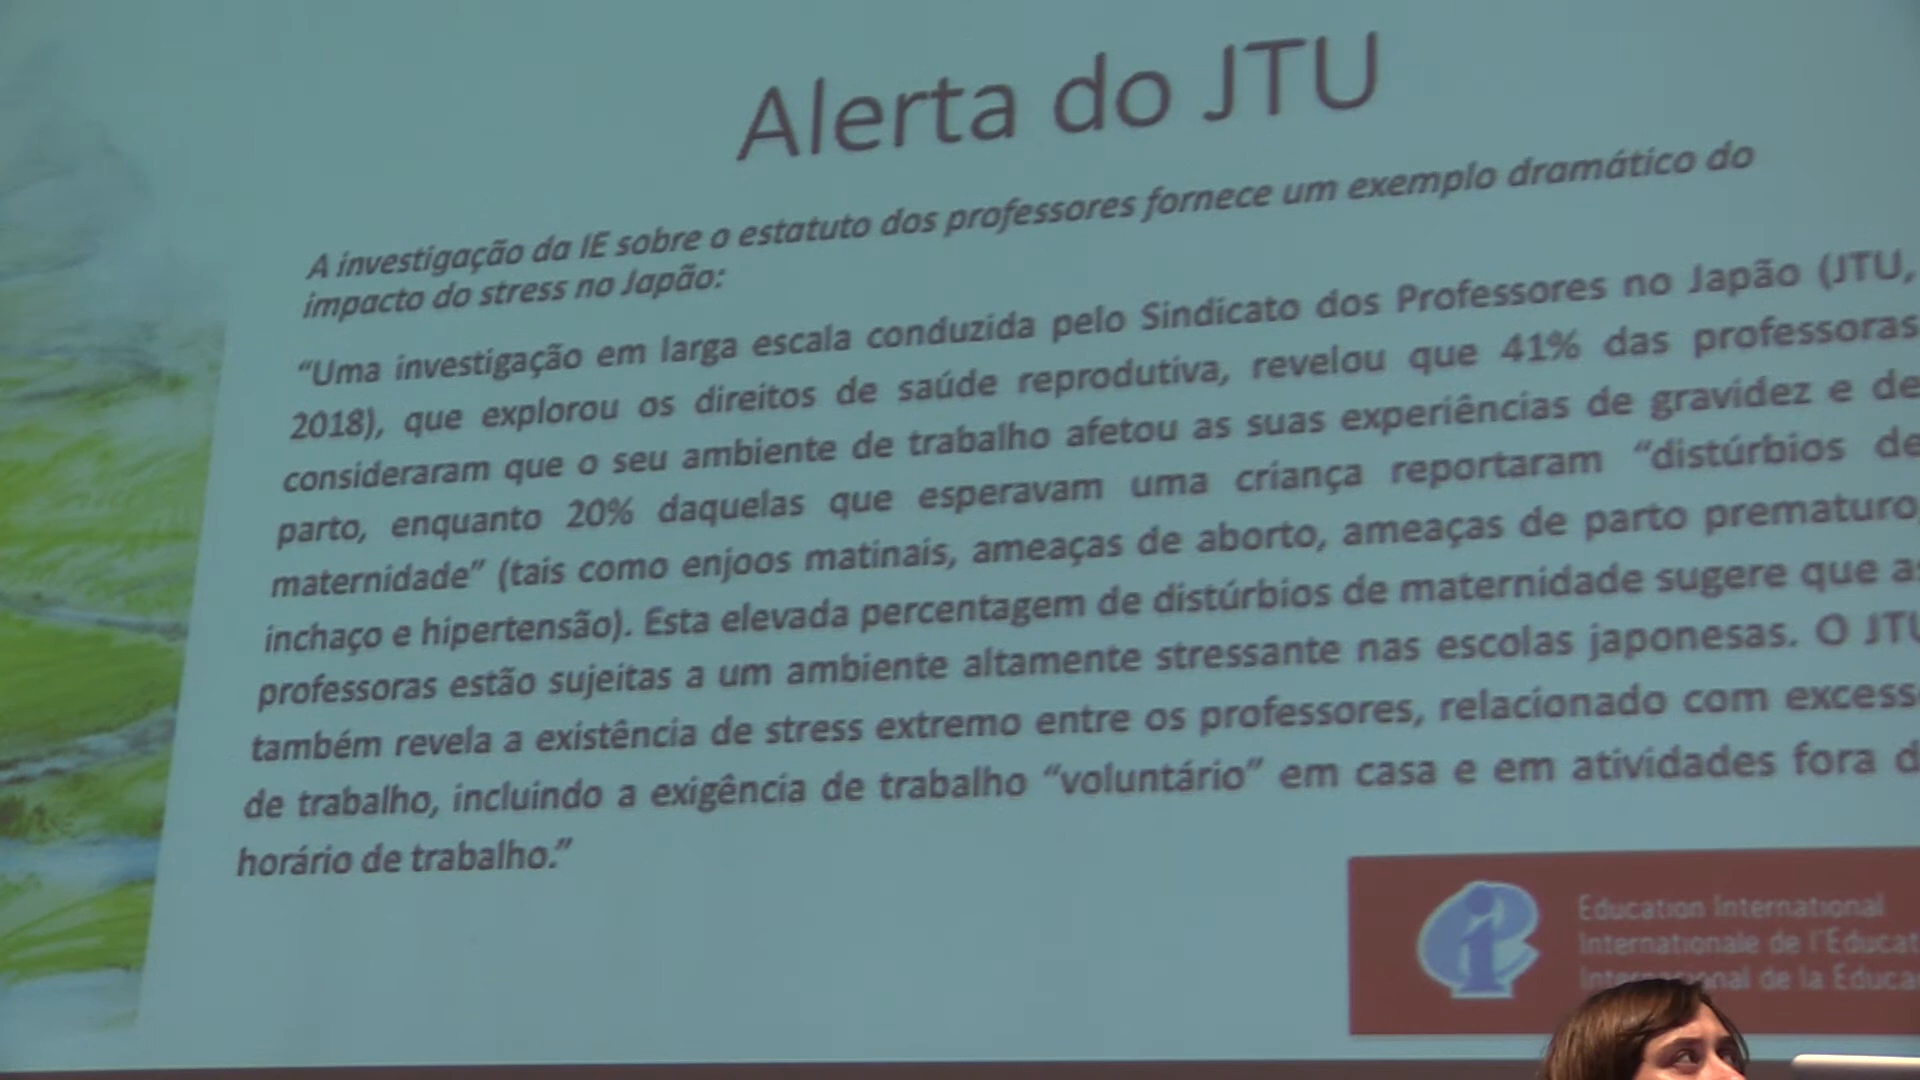 Alerta do JTU
A investigação da IE sobre o estatuto dos professores fornece um exemplo dramático do
impacto do stress no Japão:
“Uma investigação em larga escala conduzida pelo Sindicato dos Professores no Japão (JTU,
2018), que explorou os direitos de saúde reprodutiva, revelou que 41% das professoras
consideraram que o seu ambiente de trabalho afetou as suas experiências de gravidez e de
parto, enquanto 20% daquelas que esperavam uma criança reportaram “distúrbios de
maternidade” (tais como enjoos matinais, ameaças de aborto, ameaças de parto prematuro,
inchaço e hipertensão). Esta elevada percentagem de distúrbios de maternidade sugere que as
professoras estão sujeitas a um ambiente altamente stressante nas escolas japonesas. O JTU
também revela a existência de stress extremo entre os professores, relacionado com
de trabalho, incluindo a exigência de trabalho “voluntário” em casa e em atividades fora
horário de trabalho.”
Education International
Internationale de
de la